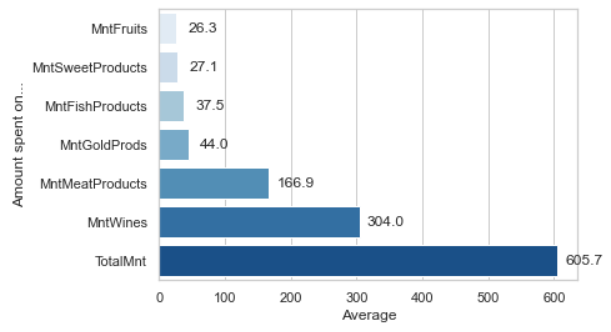 MntFruits 26.3
MntSweetProducts 27.1
MntFishProducts 37.5
MntGoldProds 44.0
MntMeatProducts 166.9
MntWines 304.0
TotalMnt 605.7
Amount spent on...
0 100 200 300 400 500 600
Average